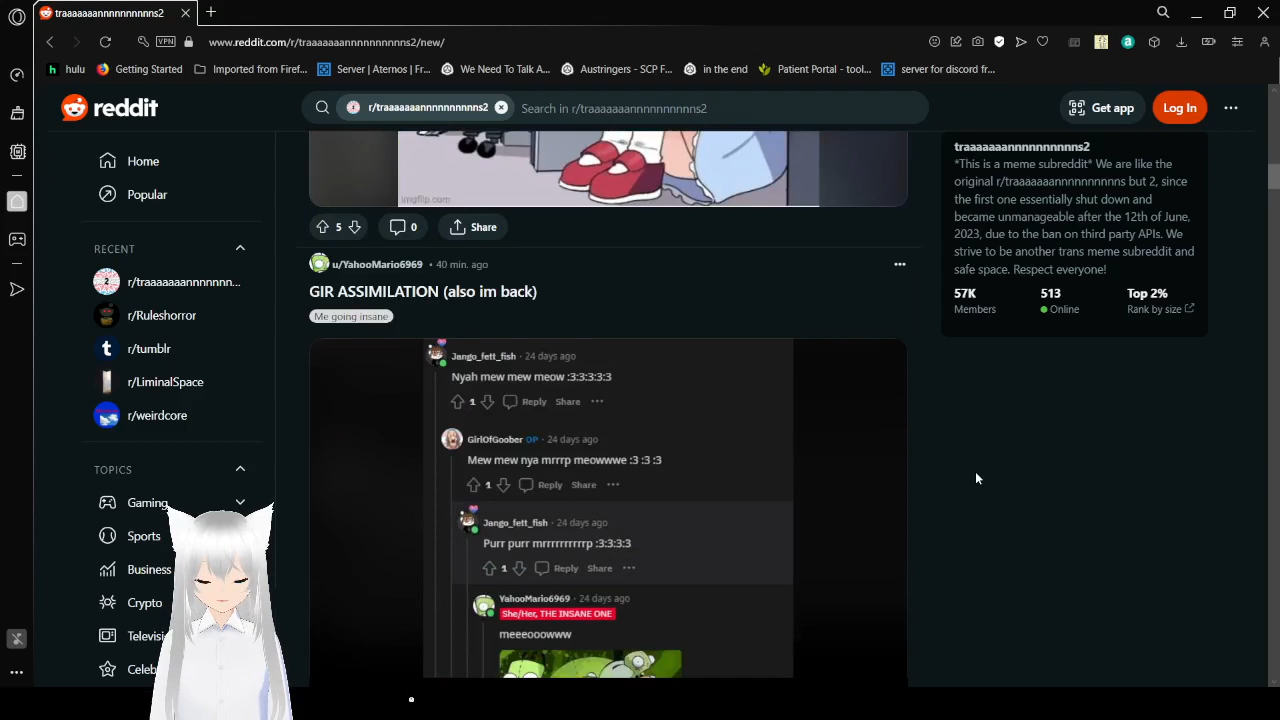 traaaaaaannnnnnnnnns2
VPN
www.reddit.com/r/traaaaaaannnnnnnnnns2/new/
hulu
Getting Started
Imported from Firef...
Server | Aternos | Fr...
We Need To Talk A...
Austringers - SCP F...
in the end
Patient Portal - tool...
server for discord fr...
reddit
r/traaaaaaannnnnnnnnns2
Search in r/traaaaaaannnnnnnnnns2
Get app
Log In
Home
Popular
RECENT
r/traaaaaaannnnnnn...
r/Ruleshorror
r/tumblr
r/LiminalSpace
r/weirdcore
TOPICS
Gaming
Sports
Business
Crypto
Televisi
Celeb
imgflip.com
5
0
Share
u/YahooMario6969 • 40 min. ago
GIR ASSIMILATION (also im back)
Me going insane
Jango_fett_fish · 24 days ago
Nyah mew mew meow :3:3:3:3:3
1 Reply Share
GirlOfGoober OP · 24 days ago
Mew mew nya mrrrp meowwwe :3 :3 :3
1 Reply Share
Jango_fett_fish · 24 days ago
Purr purr mrrrrrrrrrrp :3:3:3:3
1 Reply Share
YahooMario6969 · 24 days ago
She/Her, THE INSANE ONE
meeeooowww
traaaaaaannnnnnnnnns2
*This is a meme subreddit* We are like the
original r/traaaaaaannnnnnnnnns but 2, since
the first one essentially shut down and
became unmanageable after the 12th of June,
2023, due to the ban on third party APIs. We
strive to be another trans meme subreddit and
safe space. Respect everyone!
57K
Members
513
Online
Top 2%
Rank by size